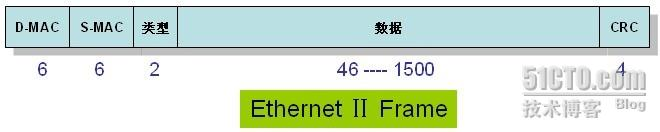 D-MAC S-MAC 类型 数据 CRC
6 6 2 46 ---- 1500 4
Ethernet Ⅱ Frame
51CTO.com
技术博客 Blog